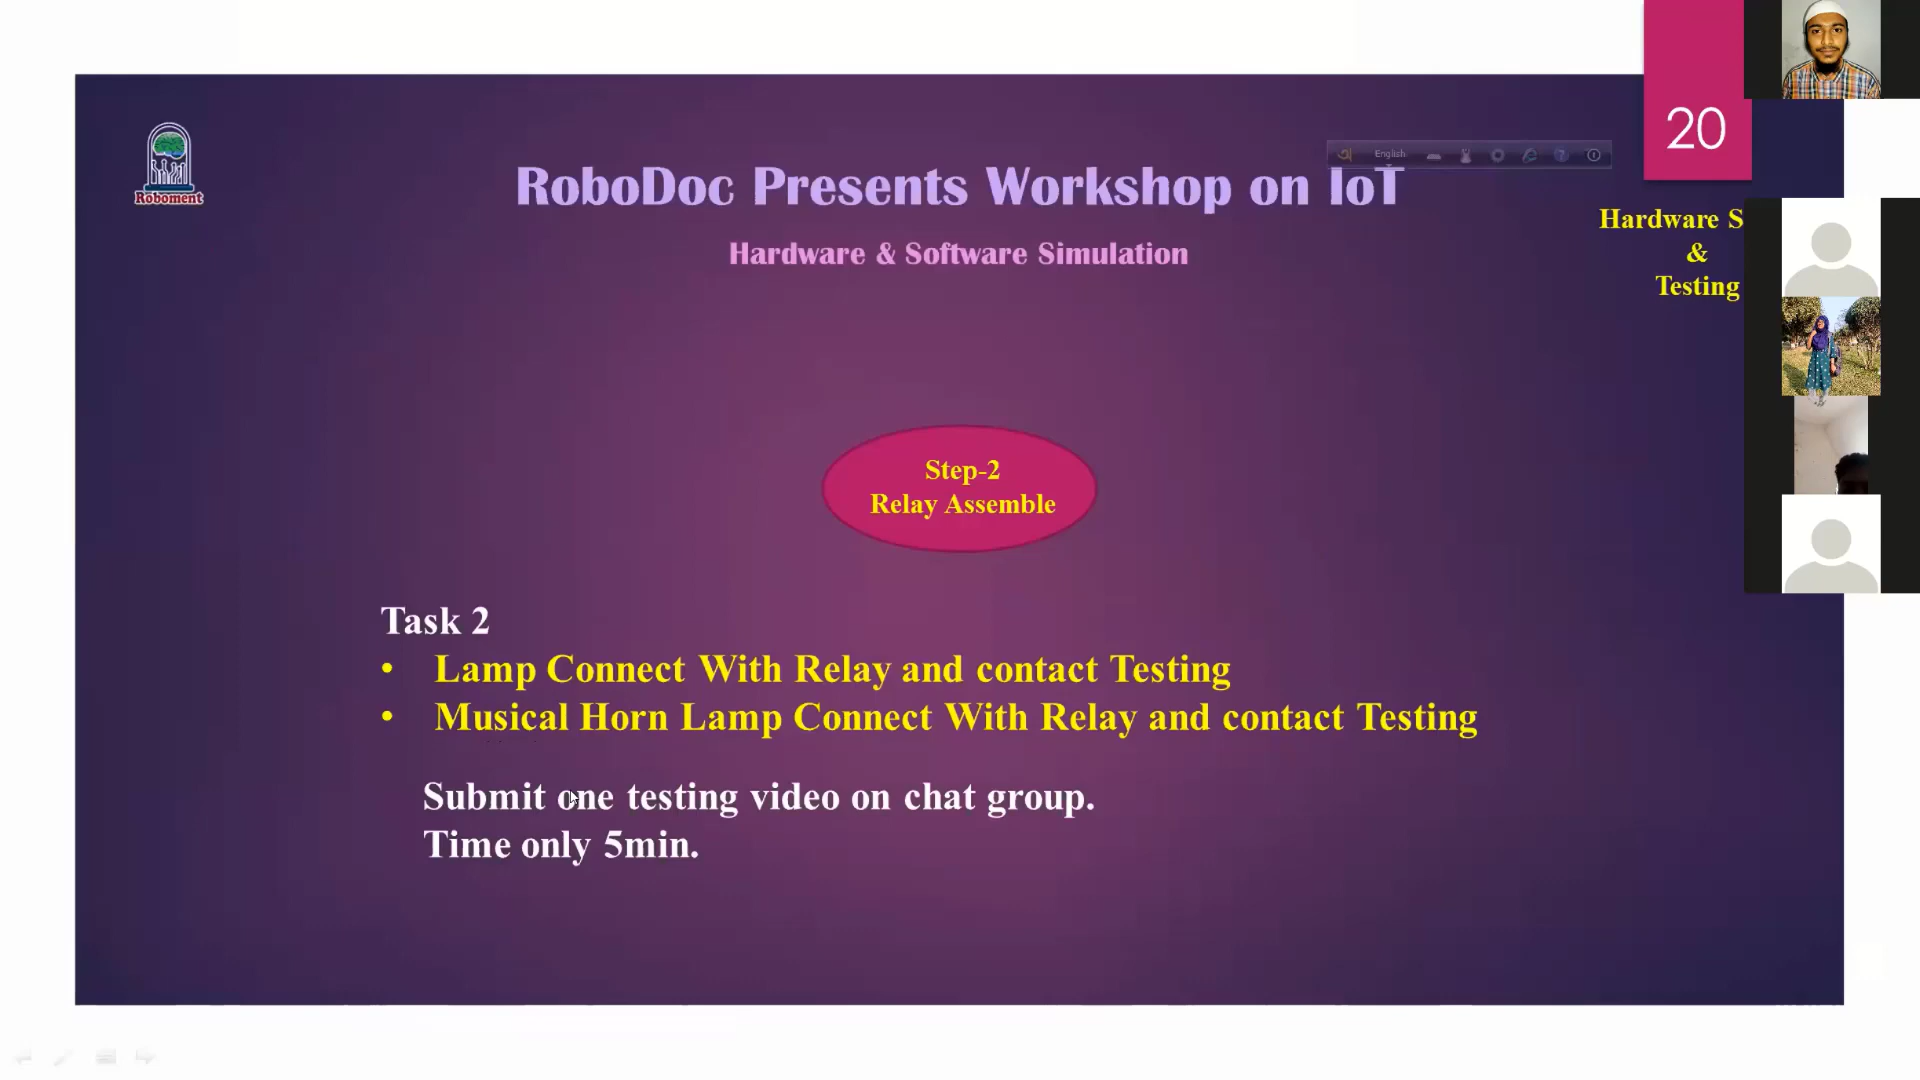 Roboment
20
English
RoboDoc Presents Workshop on IoT
Hardware & Software Simulation
Hardware S
&
Testing
Step-2
Relay Assemble
Task 2
• Lamp Connect With Relay and contact Testing
• Musical Horn Lamp Connect With Relay and contact Testing
Submit one testing video on chat group.
Time only 5min.